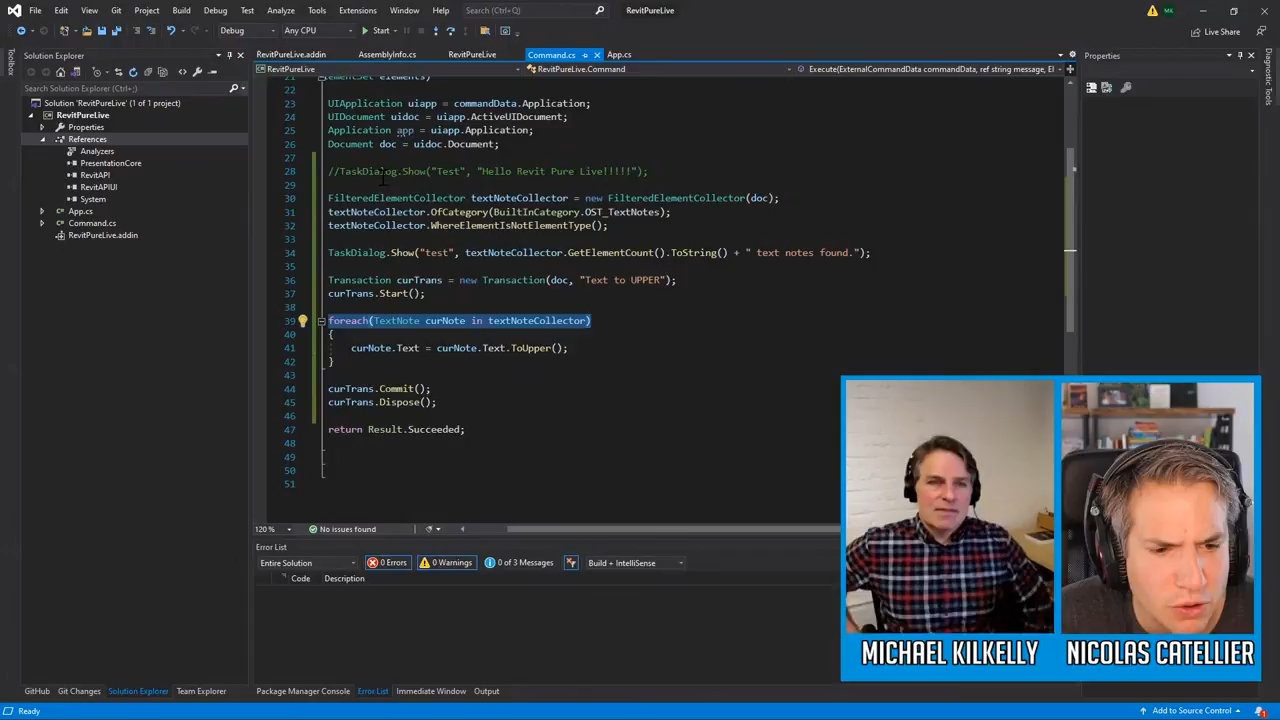 File Edit View Git Project Build Debug Test Analyze Tools Extensions Window Help Search (Ctrl+Q) RevitPureLive MK
Debug Any CPU Start Live Share
Toolbox
Solution Explorer
RevitPureLive.addin AssemblyInfo.cs RevitPureLive Command.cs App.cs
Properties
Diagnostic Tools
RevitPureLive RevitPureLive.Command Execute(ExternalCommandData commandData, ref string message, El
Search Solution Explorer (Ctrl+;)
Solution 'RevitPureLive' (1 of 1 project)
RevitPureLive
Properties
References
Analyzers
PresentationCore
RevitAPI
RevitAPIUI
System
App.cs
Command.cs
RevitPureLive.addin
21 ementSet elements)
22
23 UIApplication uiapp = commandData.Application;
24 UIDocument uidoc = uiapp.ActiveUIDocument;
25 Application app = uiapp.Application;
26 Document doc = uidoc.Document;
27
28 //TaskDialog.Show("Test", "Hello Revit Pure Live!!!!!");
29
30 FilteredElementCollector textNoteCollector = new FilteredElementCollector(doc);
31 textNoteCollector.OfCategory(BuiltInCategory.OST_TextNotes);
32 textNoteCollector.WhereElementIsNotElementType();
33
34 TaskDialog.Show("test", textNoteCollector.GetElementCount().ToString() + " text notes found.");
35
36 Transaction curTrans = new Transaction(doc, "Text to UPPER");
37 curTrans.Start();
38
39 foreach(TextNote curNote in textNoteCollector)
40 {
41 curNote.Text = curNote.Text.ToUpper();
42 }
43
44 curTrans.Commit();
45 curTrans.Dispose();
46
47 return Result.Succeeded;
48
49
50
51
120 % No issues found
Error List
Entire Solution 0 Errors 0 Warnings 0 of 3 Messages Build + IntelliSense
Code Description
MICHAEL KILKELLY NICOLAS CATELLIER
GitHub Git Changes Solution Explorer Team Explorer Package Manager Console Error List Immediate Window Output
Ready Add to Source Control 1